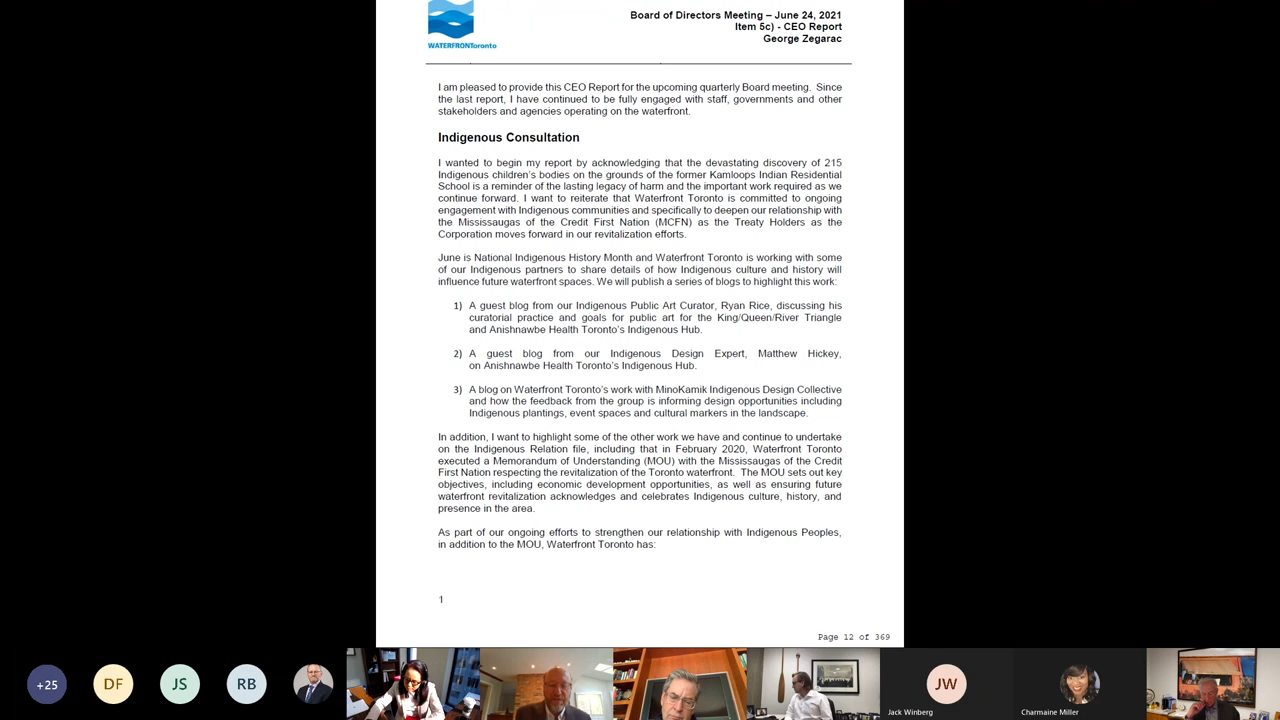 Board of Directors Meeting – June 24, 2021
Item 5c) - CEO Report
George Zegarac
WATERFRONToronto
I am pleased to provide this CEO Report for the upcoming quarterly Board meeting. Since
the last report, I have continued to be fully engaged with staff, governments and other
stakeholders and agencies operating on the waterfront.
Indigenous Consultation
I wanted to begin my report by acknowledging that the devastating discovery of 215
Indigenous children's bodies on the grounds of the former Kamloops Indian Residential
School is a reminder of the lasting legacy of harm and the important work required as we
continue forward. I want to reiterate that Waterfront Toronto is committed to ongoing
engagement with Indigenous communities and specifically to deepen our relationship with
the Mississaugas of the Credit First Nation (MCFN) as the Treaty Holders as the
Corporation moves forward in our revitalization efforts.
June is National Indigenous History Month and Waterfront Toronto is working with some
of our Indigenous partners to share details of how Indigenous culture and history will
influence future waterfront spaces. We will publish a series of blogs to highlight this work:
1) A guest blog from our Indigenous Public Art Curator, Ryan Rice, discussing his
curatorial practice and goals for public art for the King/Queen/River Triangle
and Anishnawbe Health Toronto's Indigenous Hub.
2) A guest blog from our Indigenous Design Expert, Matthew Hickey,
on Anishnawbe Health Toronto's Indigenous Hub.
3) A blog on Waterfront Toronto's work with MinoKamik Indigenous Design Collective
and how the feedback from the group is informing design opportunities including
Indigenous plantings, event spaces and cultural markers in the landscape.
In addition, I want to highlight some of the other work we have and continue to undertake
on the Indigenous Relation file, including that in February 2020, Waterfront Toronto
executed a Memorandum of Understanding (MOU) with the Mississaugas of the Credit
First Nation respecting the revitalization of the Toronto waterfront. The MOU sets out key
objectives, including economic development opportunities, as well as ensuring future
waterfront revitalization acknowledges and celebrates Indigenous culture, history, and
presence in the area.
As part of our ongoing efforts to strengthen our relationship with Indigenous Peoples,
in addition to the MOU, Waterfront Toronto has:
1
Page 12 of 369
+25
DF
JS
RB
JW
Jack Winberg
Charmaine Miller